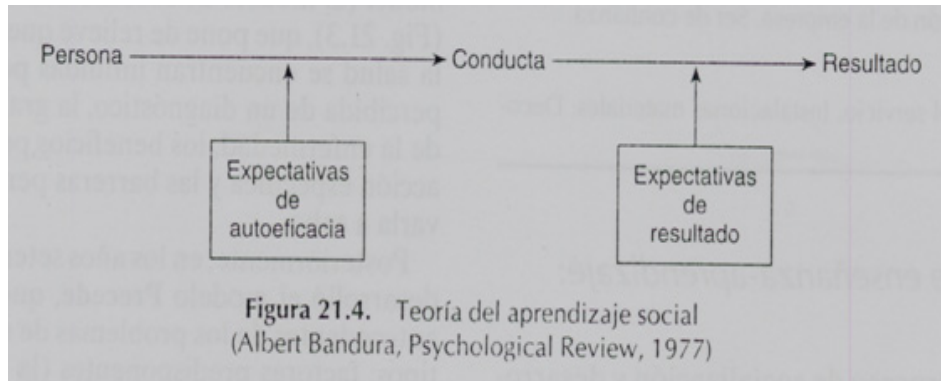 Persona Conducta Resultado
Expectativas
de
autoeficacia
Expectativas
de
resultado
Figura 21.4. Teoría del aprendizaje social
(Albert Bandura, Psychological Review, 1977)